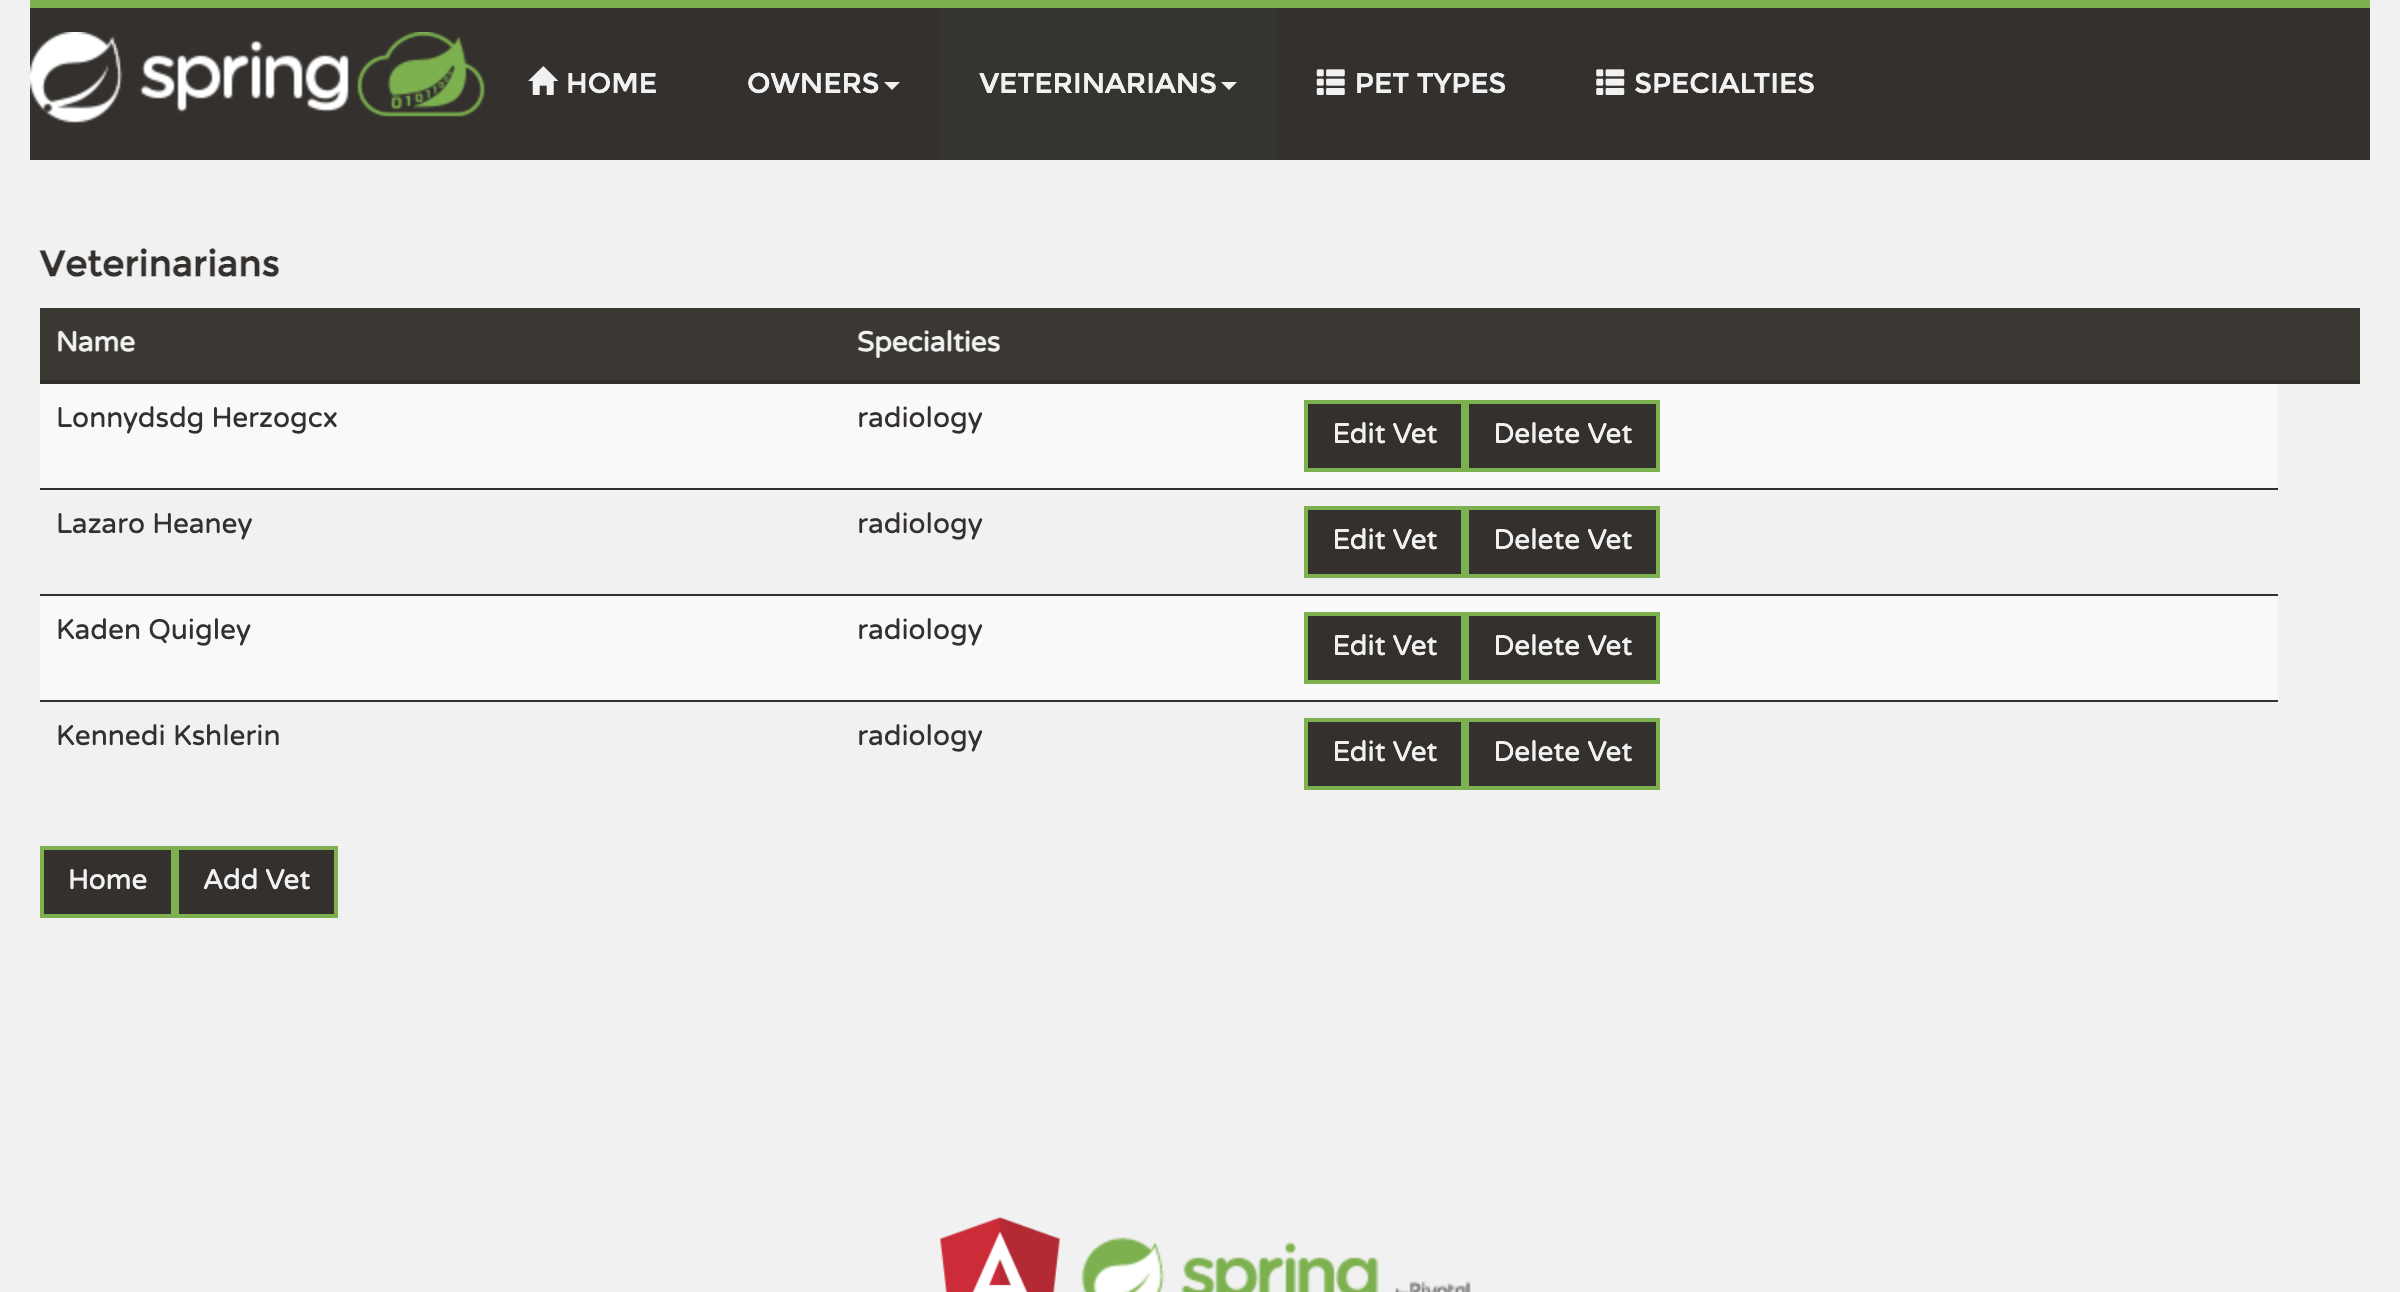 spring HOME OWNERS VETERINARIANS PET TYPES SPECIALTIES
Veterinarians
Name Specialties
Lonnydsdg Herzogcx radiology Edit Vet Delete Vet
Lazaro Heaney radiology Edit Vet Delete Vet
Kaden Quigley radiology Edit Vet Delete Vet
Kennedi Kshlerin radiology Edit Vet Delete Vet
Home Add Vet
spring